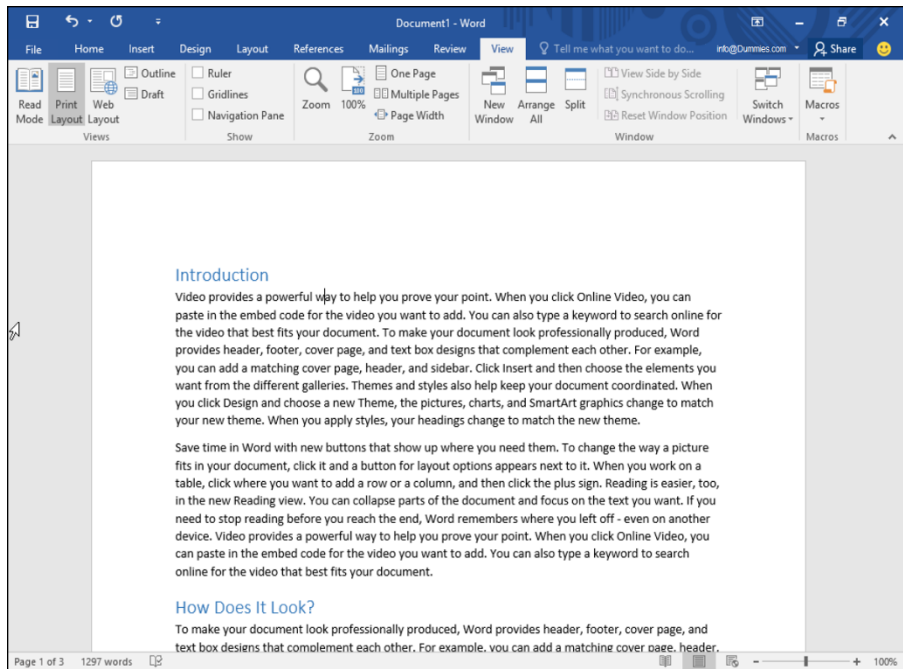 Document1 - Word
File Home Insert Design Layout References Mailings Review View Tell me what you want to do... info@Dummies.com Share
Read Mode
Print Layout
Web Layout
Outline
Draft
Views
Ruler
Gridlines
Navigation Pane
Show
Zoom
100%
One Page
Multiple Pages
Page Width
Zoom
New Window
Arrange All
Split
View Side by Side
Synchronous Scrolling
Reset Window Position
Window
Switch Windows
Macros
Macros
Introduction
Video provides a powerful way to help you prove your point. When you click Online Video, you can
paste in the embed code for the video you want to add. You can also type a keyword to search online for
the video that best fits your document. To make your document look professionally produced, Word
provides header, footer, cover page, and text box designs that complement each other. For example,
you can add a matching cover page, header, and sidebar. Click Insert and then choose the elements you
want from the different galleries. Themes and styles also help keep your document coordinated. When
you click Design and choose a new Theme, the pictures, charts, and SmartArt graphics change to match
your new theme. When you apply styles, your headings change to match the new theme.
Save time in Word with new buttons that show up where you need them. To change the way a picture
fits in your document, click it and a button for layout options appears next to it. When you work on a
table, click where you want to add a row or a column, and then click the plus sign. Reading is easier, too,
in the new Reading view. You can collapse parts of the document and focus on the text you want. If you
need to stop reading before you reach the end, Word remembers where you left off - even on another
device. Video provides a powerful way to help you prove your point. When you click Online Video, you
can paste in the embed code for the video you want to add. You can also type a keyword to search
online for the video that best fits your document.
How Does It Look?
To make your document look professionally produced, Word provides header, footer, cover page, and
text box designs that complement each other. For example, you can add a matching cover page, header,
Page 1 of 3 1297 words 100%